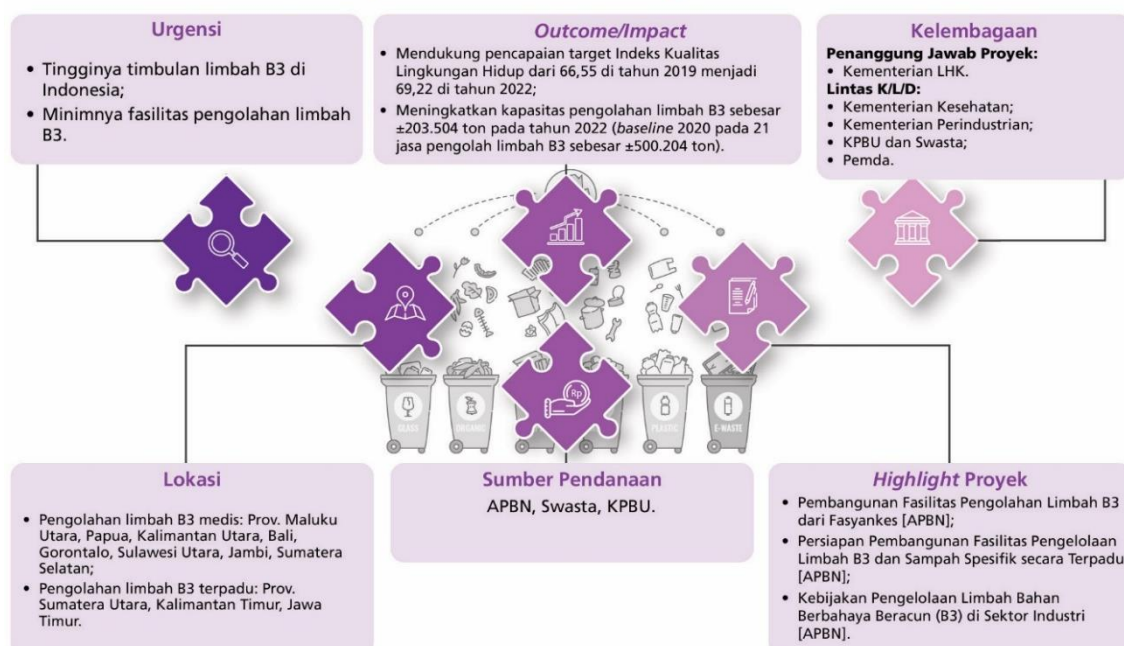 Urgensi
• Tingginya timbulan limbah B3 di
Indonesia;
• Minimnya fasilitas pengolahan limbah
B3.
Outcome/Impact
• Mendukung pencapaian target Indeks Kualitas
Lingkungan Hidup dari 66,55 di tahun 2019 menjadi
69,22 di tahun 2022;
• Meningkatkan kapasitas pengolahan limbah B3 sebesar
±203.504 ton pada tahun 2022 (baseline 2020 pada 21
jasa pengolah limbah B3 sebesar ±500.204 ton).
Kelembagaan
Penanggung Jawab Proyek:
• Kementerian LHK.
Lintas K/L/D:
• Kementerian Kesehatan;
• Kementerian Perindustrian;
• KPBU dan Swasta;
• Pemda.
Rp
GLASS
ORGANIC
PLASTIC
E-WASTE
Lokasi
• Pengolahan limbah B3 medis: Prov. Maluku
Utara, Papua, Kalimantan Utara, Bali,
Gorontalo, Sulawesi Utara, Jambi, Sumatera
Selatan;
• Pengolahan limbah B3 terpadu: Prov.
Sumatera Utara, Kalimantan Timur, Jawa
Timur.
Sumber Pendanaan
APBN, Swasta, KPBU.
Highlight Proyek
• Pembangunan Fasilitas Pengolahan Limbah B3
dari Fasyankes [APBN];
• Persiapan Pembangunan Fasilitas Pengelolaan
Limbah B3 dan Sampah Spesifik secara Terpadu
[APBN];
• Kebijakan Pengelolaan Limbah Bahan
Berbahaya Beracun (B3) di Sektor Industri
[APBN].